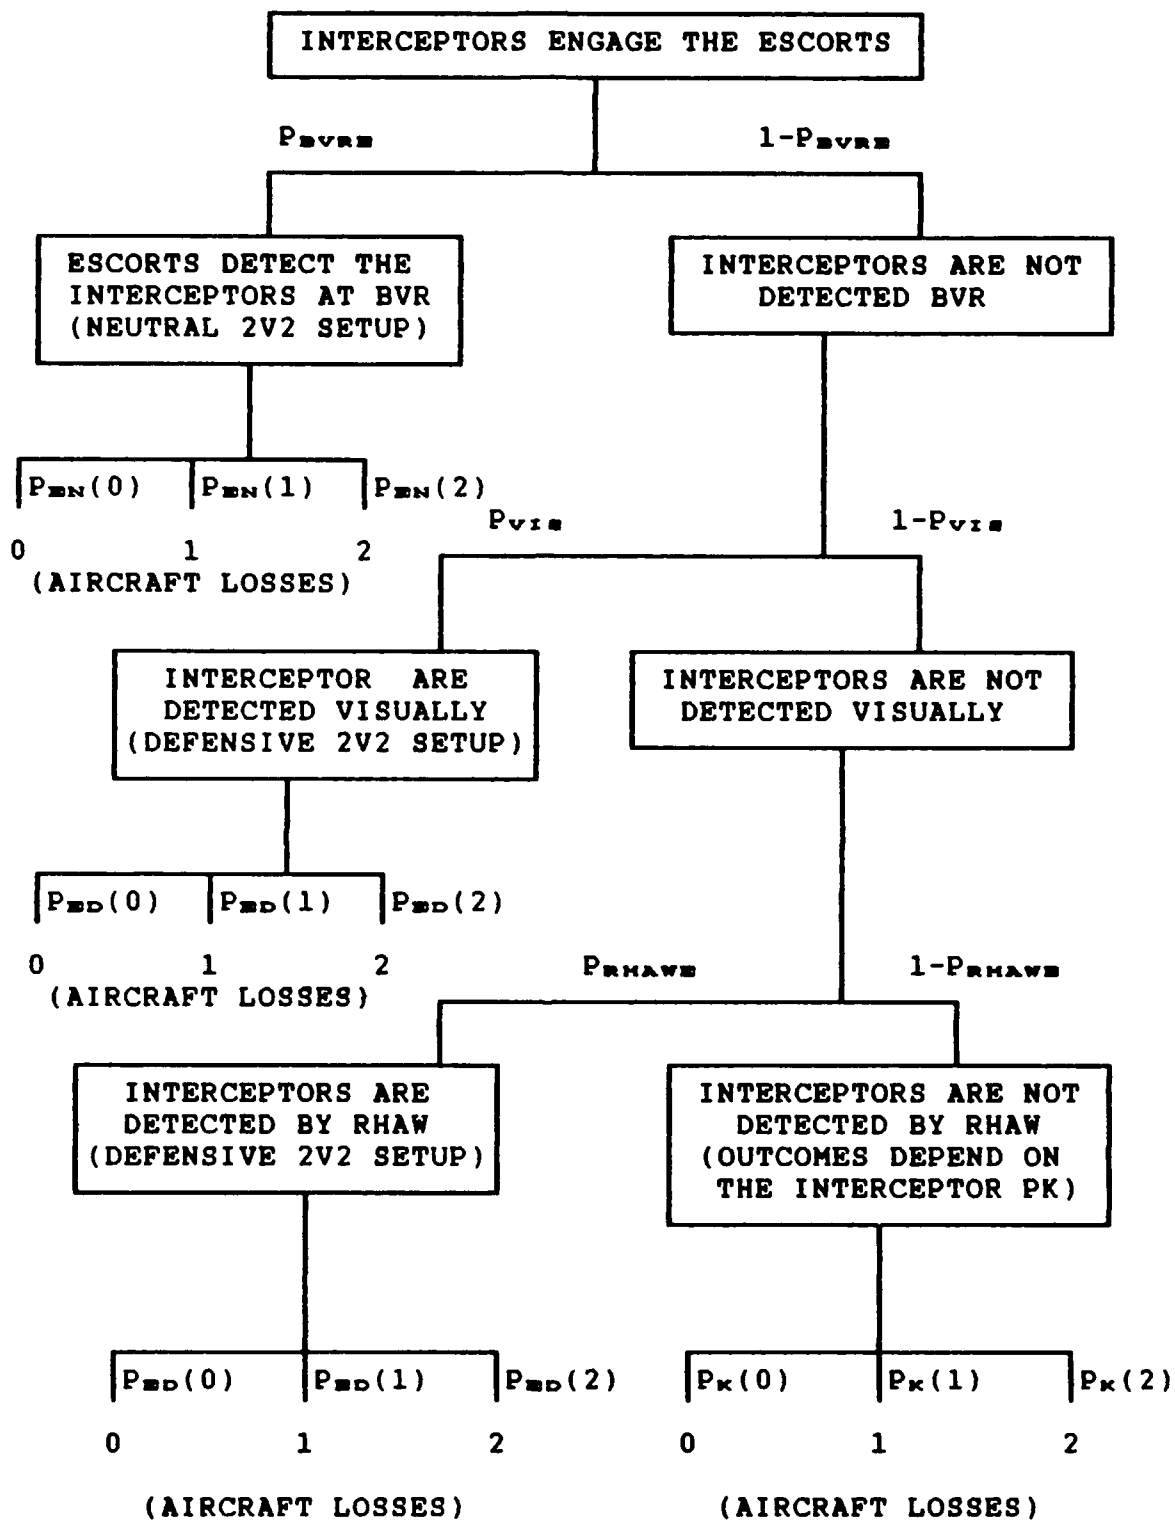 INTERCEPTORS ENGAGE THE ESCORTS
PBVRE 1-PBVRE
ESCORTS DETECT THE
INTERCEPTORS AT BVR
(NEUTRAL 2V2 SETUP)
INTERCEPTORS ARE NOT
DETECTED BVR
PEN(0) PEN(1) PEN(2)
PVIS 1-PVIS
0 1 2
(AIRCRAFT LOSSES)
INTERCEPTOR ARE
DETECTED VISUALLY
(DEFENSIVE 2V2 SETUP)
INTERCEPTORS ARE NOT
DETECTED VISUALLY
PED(0) PED(1) PED(2)
0 1 2
(AIRCRAFT LOSSES)
PRHAWE 1-PRHAWE
INTERCEPTORS ARE
DETECTED BY RHAW
(DEFENSIVE 2V2 SETUP)
INTERCEPTORS ARE NOT
DETECTED BY RHAW
(OUTCOMES DEPEND ON
THE INTERCEPTOR PK)
PED(0) PED(1) PED(2)
0 1 2
(AIRCRAFT LOSSES)
PK(0) PK(1) PK(2)
0 1 2
(AIRCRAFT LOSSES)